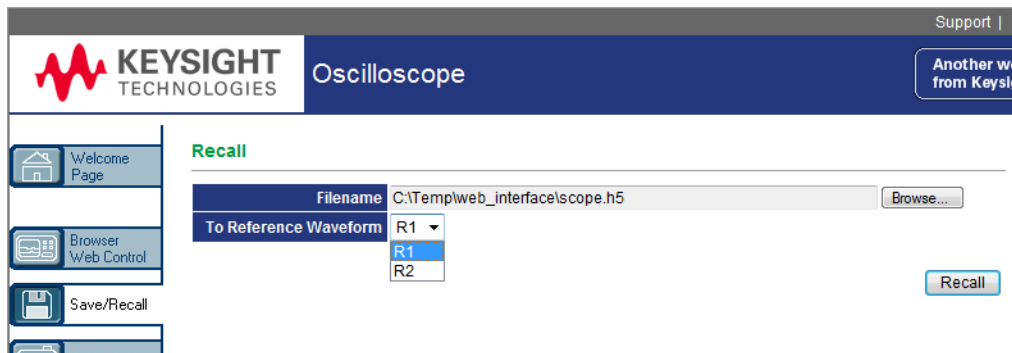 Support |
KEYSIGHT
TECHNOLOGIES
Oscilloscope
Another
from
Welcome
Page
Recall
Filename C:\Temp\web_interface\scope.h5 Browse...
To Reference Waveform R1
R1
R2
Browser
Web Control
Recall
Save/Recall